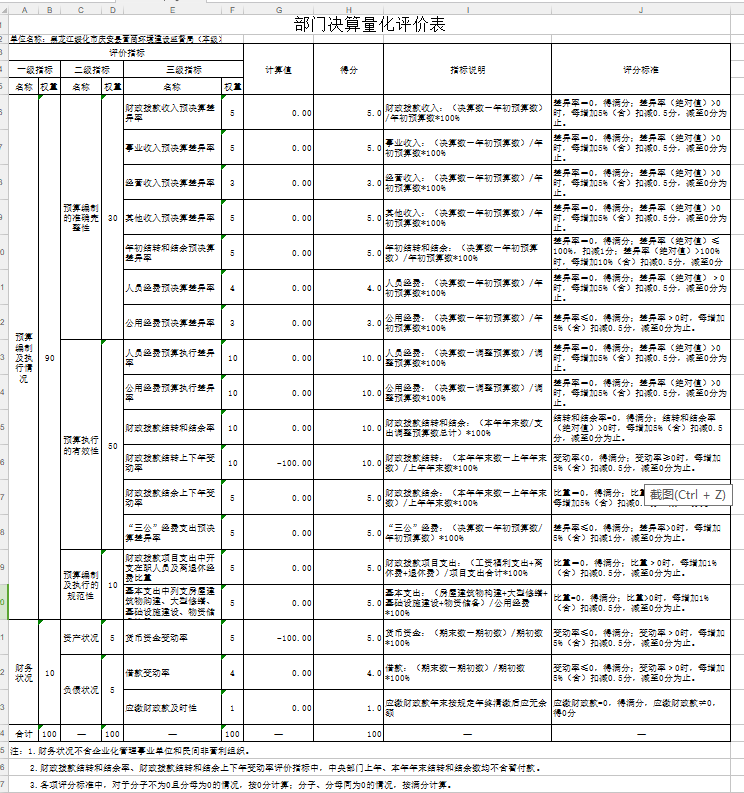 A B C D E F G H I J
部门决算量化评价表
单位名称：黑龙江绥化市庆安县
评价指标 计算值 得分 指标说明 评分标准
一级指标 二级指标 三级指标
名称 权重 名称 权重 名称 权重
预算编制及执行情况 90 预算编制的准确完整性 30
财政拨款收入预决算差异率 5 0.00 5.0 财政拨款收入：（决算数－年初预算数）/年初预算数*100% 差异率＝0，得满分；差异率（绝对值）>0时，每增加5%（含）扣减0.5分，减至0分为止。
事业收入预决算差异率 5 0.00 5.0 事业收入：（决算数－年初预算数）/年初预算数*100% 差异率＝0，得满分；差异率（绝对值）>0时，每增加5%（含）扣减0.5分，减至0分为止。
经营收入预决算差异率 3 0.00 3.0 经营收入：（决算数－年初预算数）/年初预算数*100% 差异率＝0，得满分；差异率（绝对值）>0时，每增加5%（含）扣减0.5分，减至0分为止。
其他收入预决算差异率 5 0.00 5.0 其他收入：（决算数－年初预算数）/年初预算数*100% 差异率＝0，得满分；差异率（绝对值）>0时，每增加5%（含）扣减0.5分，减至0分为止。
年初结转和结余预决算差异率 5 0.00 5.0 年初结转和结余：（决算数－年初预算数）/年初预算数*100% 差异率＝0，得满分；差异率（绝对值）≤100%，扣减1分；差异率（绝对值）>100%时，每增加10%（含）扣减0.5分，减至0分
人员经费预决算差异率 4 0.00 4.0 人员经费：（决算数－年初预算数）/年初预算数*100% 差异率＝0，得满分；差异率（绝对值）＞0时，每增加5%（含）扣减0.5分，减至0分为止。
公用经费预决算差异率 3 0.00 3.0 公用经费：（决算数－年初预算数）/年初预算数*100% 差异率≤0，得满分；差异率＞0时，每增加5%（含）扣减0.5分，减至0分为止。
预算执行的有效性 50
人员经费预算执行差异率 10 0.00 10.0 人员经费：（决算数－调整预算数）/调整预算数*100% 差异率＝0，得满分；差异率（绝对值）>0时，每增加5%（含）扣减0.5分，减至0分为止。
公用经费预算执行差异率 10 0.00 10.0 公用经费：（决算数－调整预算数）/调整预算数*100% 差异率＝0，得满分；差异率（绝对值）>0时，每增加5%（含）扣减0.5分，减至0分为止。
财政拨款结转和结余率 10 0.00 10.0 财政拨款结转和结余：（本年年末数/支出调整预算数总计）*100% 结转和结余率=0，得满分；结转和结余率（绝对值）>0时，每增加5%（含）扣减0.5分，减至0分为止。
财政拨款结转上下年变动率 10 -100.00 10.0 财政拨款结转：（本年年末数－上年年末数）/上年年末数*100% 变动率<0，得满分；变动率≥0时，每增加5%（含）扣减0.5分，减至0分为止。
财政拨款结余上下年变动率 5 0.00 5.0 财政拨款结余：（本年年末数－上年年末数）/上年年末数*100% 比重＝0，得满分；比重
截图(Ctrl + Z)
“三公”经费支出预决算差异率 5 0.00 5.0 “三公”经费：（决算数－年初预算数/年初预算数）*100% 差异率≤0，得满分；差异率>0时，每增加5%（含）扣减1分，减至0分为止。
预算编制及执行的规范性 10
财政拨款项目支出中开支在职人员及离退休经费比重 5 0.00 5.0 财政拨款项目支出：（工资福利支出+离休费+退休费）/项目支出合计*100% 比重＝0，得满分；比重＞0时，每增加1%（含）扣减0.5分，减至0分为止。
基本支出中列支房屋建筑物购建、大型修缮、基础设施建设、物资储 5 0.00 5.0 基本支出：（房屋建筑物构建+大型修缮+基础设施建设+物资储备）/公用经费*100% 比重=0，得满分；比重>0时，每增加1%（含）扣减0.5分，减至0分为止。
财务状况 10 资产状况 5 货币资金变动率 5 -100.00 5.0 货币资金：（期末数－期初数）/期初数*100% 变动率≤0，得满分；变动率＞0时，每增加5%（含）扣减0.5分，减至0分为止。
负债状况 5 借款变动率 4 0.00 4.0 借款：（期末数－期初数）/期初数*100% 变动率≤0，得满分；变动率＞0时，每增加5%（含）扣减0.5分，减至0分为止。
应缴财政款及时性 1 0.00 1.0 应缴财政款年末按规定年终清缴后应无余额 应缴财政款=0，得满分，应缴财政款≠0，得0分
合计 100 — 100 — 100 — 100 — —
注：1.财务状况不含企业化管理事业单位和民间非营利组织。
2.财政拨款结转和结余率、财政拨款结转和结余上下年变动率评价指标中，中央部门上年、本年年末结转和结余数均不含暂付款。
3.各项评分标准中，对于分子不为0且分母为0的情况，按0分计算；分子、分母同为0的情况，按满分计算。